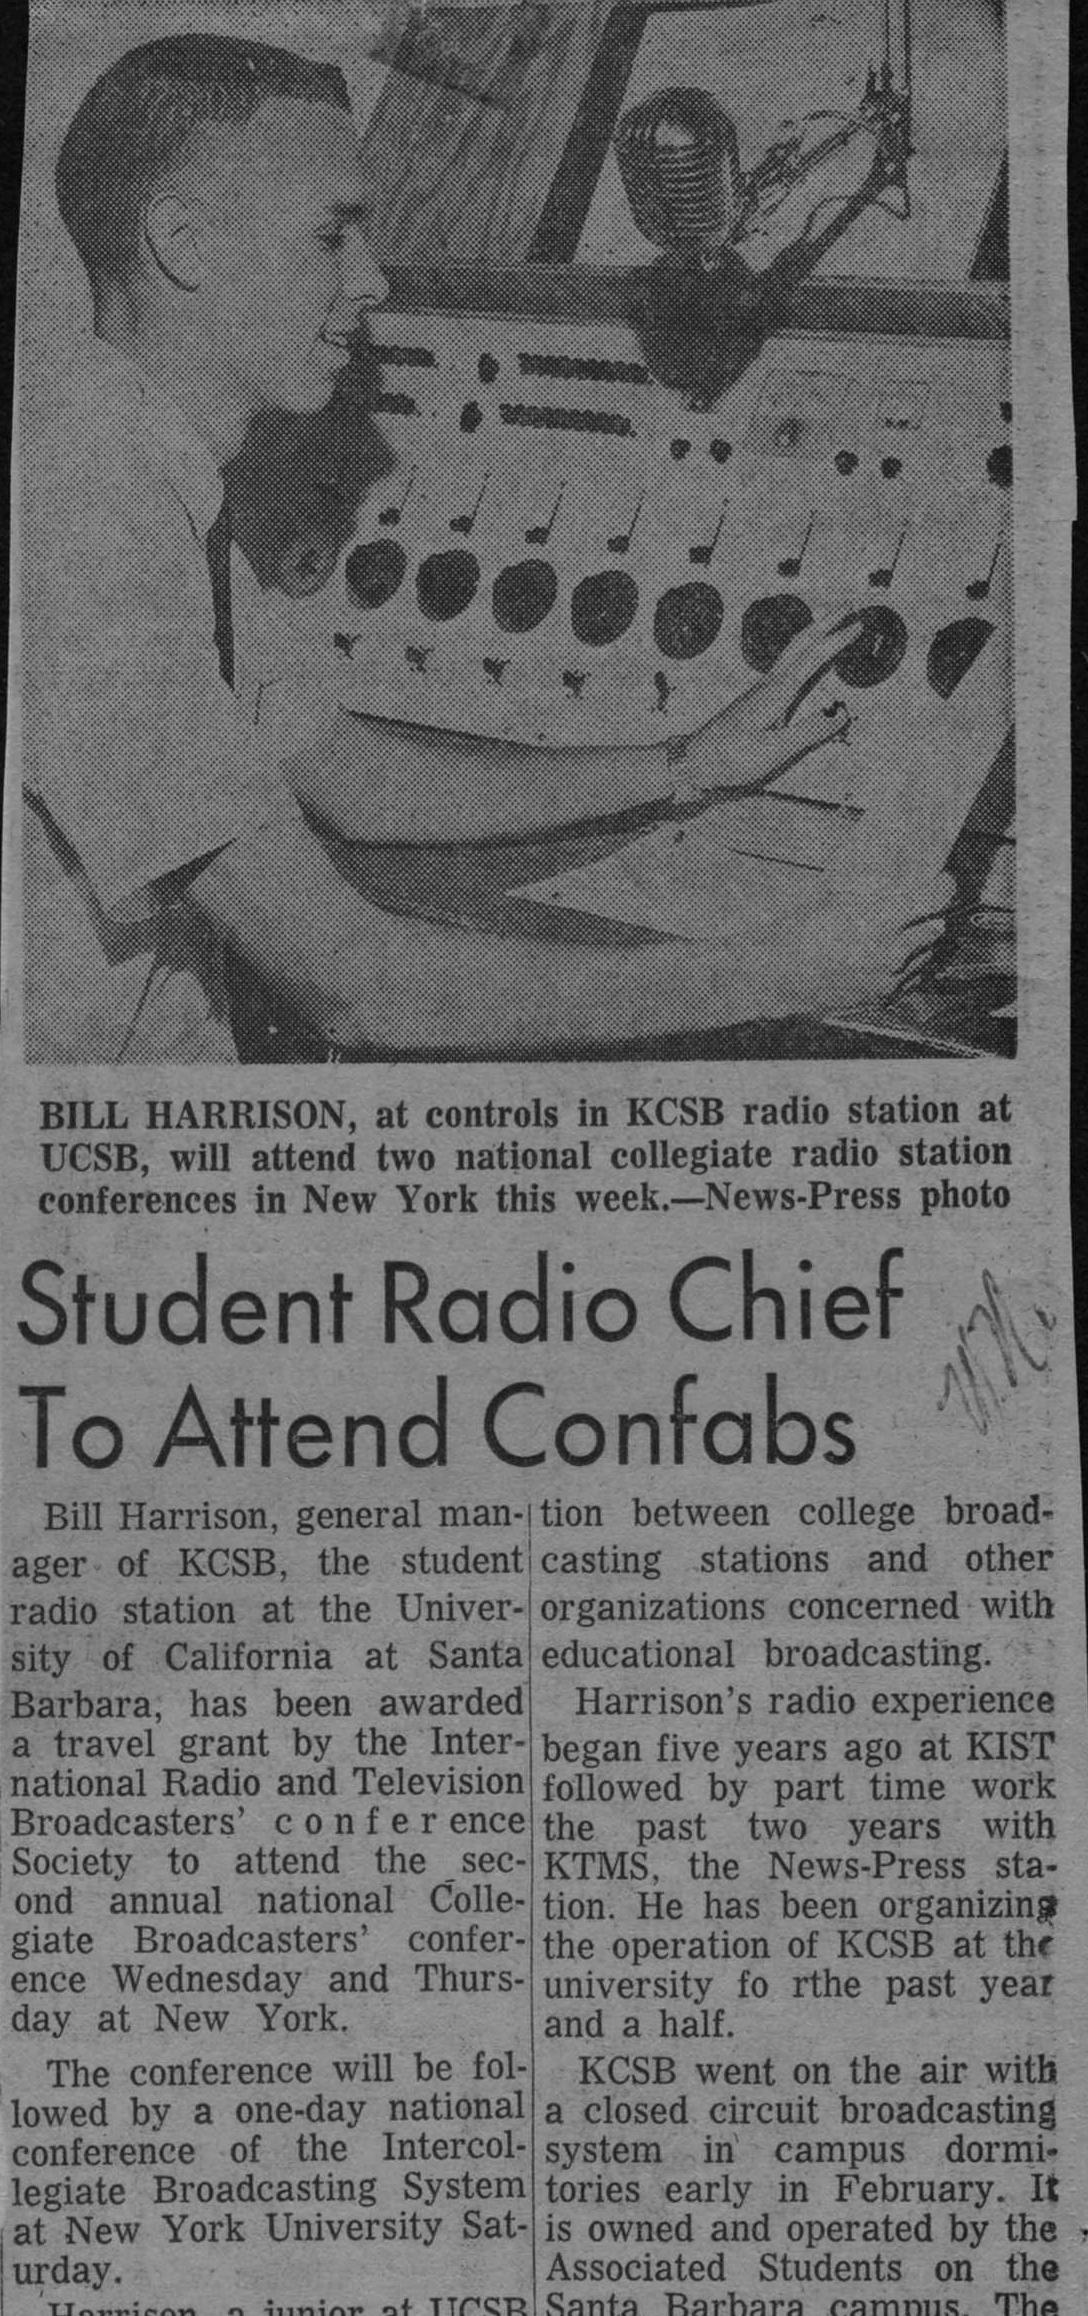 BILL HARRISON, at controls in KCSB radio station at
UCSB, will attend two national collegiate radio station
conferences in New York this week.—News-Press photo
Student Radio Chief
To Attend Confabs
Bill Harrison, general man-
ager of KCSB, the student
radio station at the Univer-
sity of California at Santa
Barbara, has been awarded
a travel grant by the Inter-
national Radio and Television
Broadcasters' c o n f e r ence
Society to attend the sec-
ond annual national Colle-
giate Broadcasters' confer-
ence Wednesday and Thurs-
day at New York.
The conference will be fol-
lowed by a one-day national
conference of the Intercol-
legiate Broadcasting System
at New York University Sat-
urday.
Harrison, a junior at UCSB
tion between college broad-
casting stations and other
organizations concerned with
educational broadcasting.
Harrison's radio experience
began five years ago at KIST
followed by part time work
the past two years with
KTMS, the News-Press sta-
tion. He has been organizing
the operation of KCSB at the
university fo rthe past year
and a half.
KCSB went on the air with
a closed circuit broadcasting
system in campus dormi-
tories early in February. It
is owned and operated by the
Associated Students on the
Santa Barbara campus. The